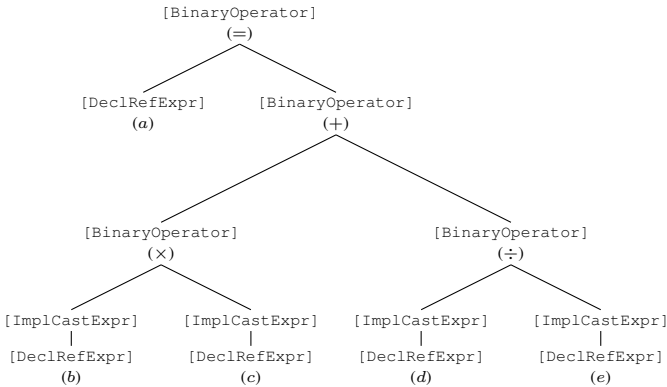 [BinaryOperator]
(=)
[DeclRefExpr] [BinaryOperator]
(a) (+)
[BinaryOperator] [BinaryOperator]
(×) (÷)
[ImplCastExpr] [ImplCastExpr] [ImplCastExpr] [ImplCastExpr]
[DeclRefExpr] [DeclRefExpr] [DeclRefExpr] [DeclRefExpr]
(b) (c) (d) (e)